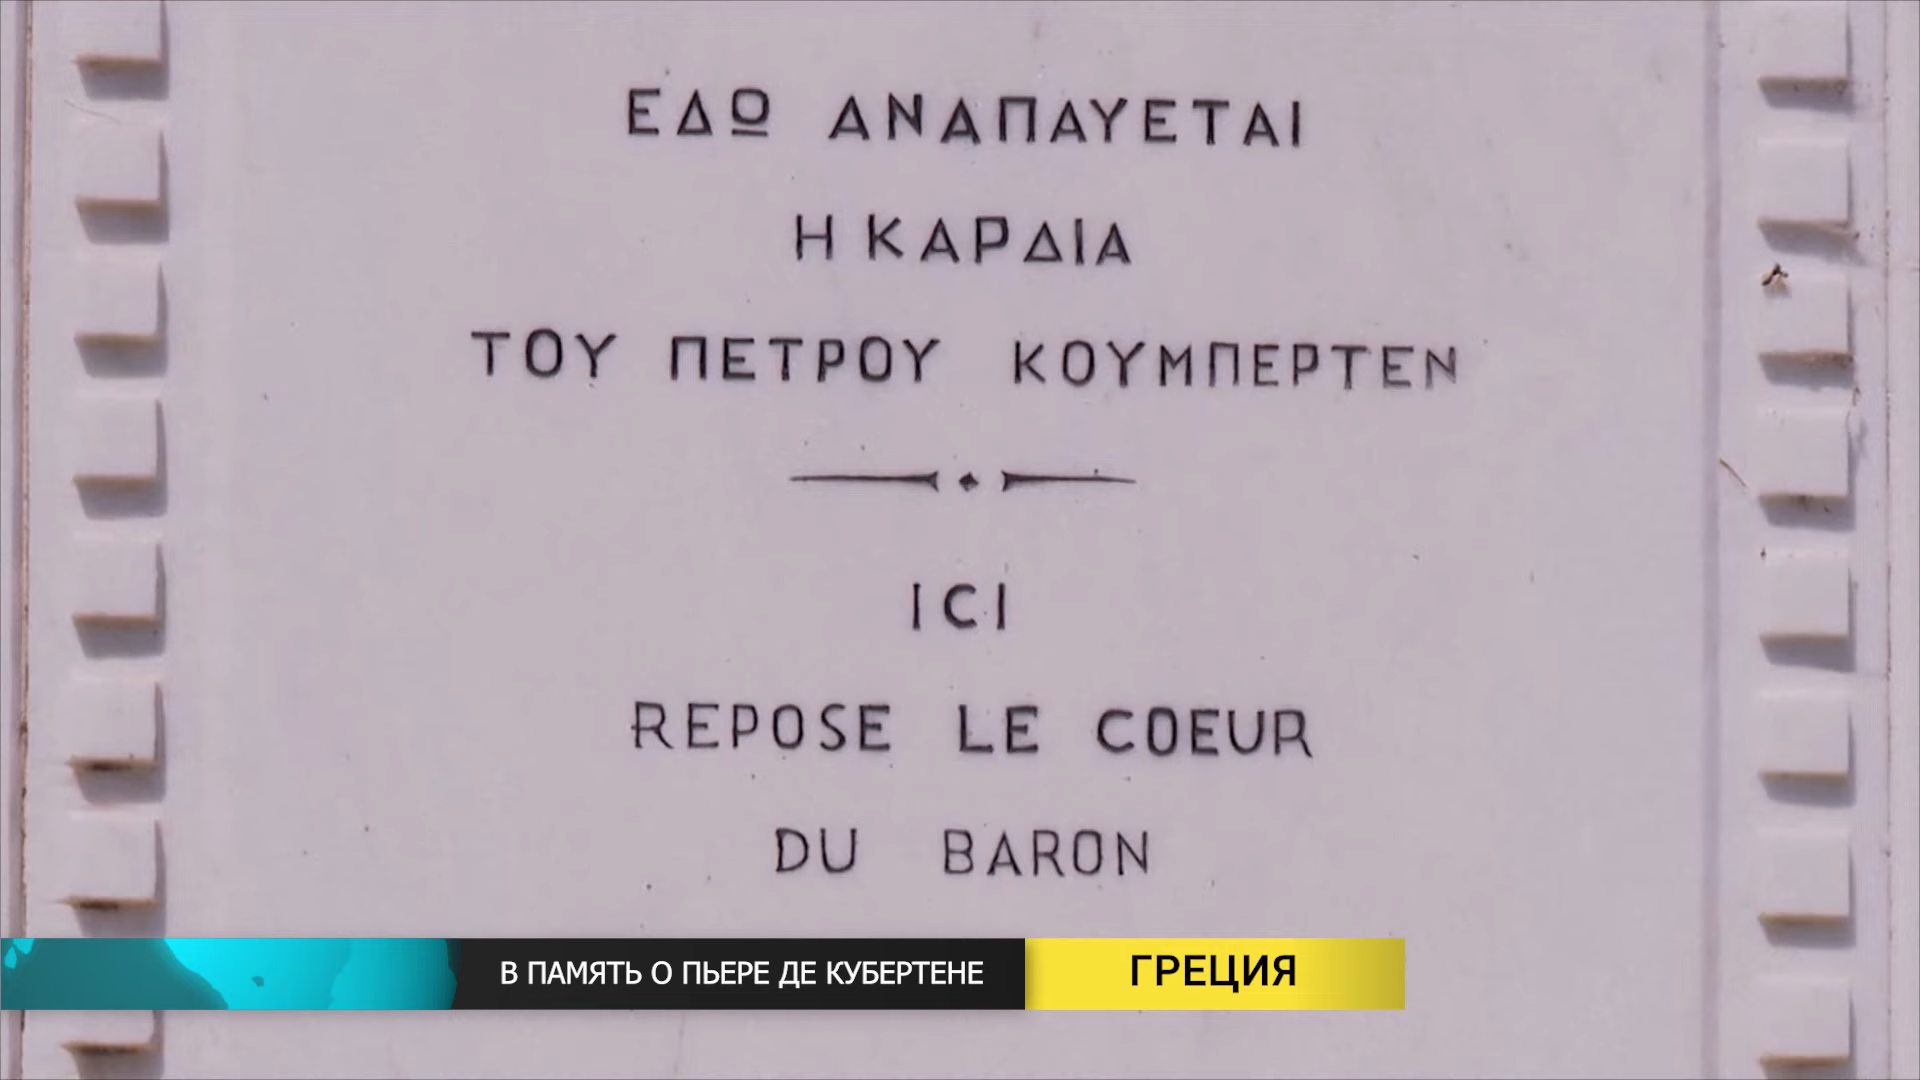 ΕΔΩ ΑΝΑΠΑΥΕΤΑΙ
Η ΚΑΡΔΙΑ
ΤΟΥ ΠΕΤΡΟΥ ΚΟΥΜΠΕΡΤΕΝ
ICI
REPOSE LE COEUR
DU BARON
В ПАМЯТЬ О ПЬЕРЕ ДЕ КУБЕРТЕНЕ
ГРЕЦИЯ